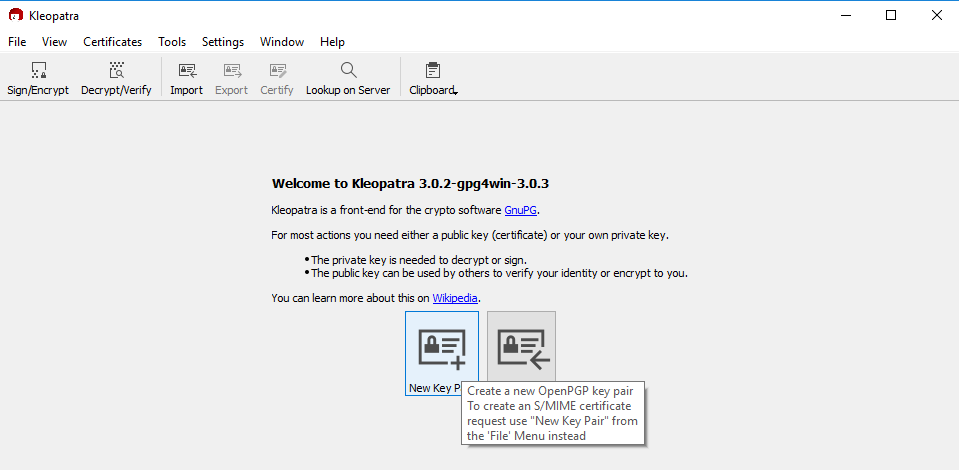 Kleopatra
File View Certificates Tools Settings Window Help
Sign/Encrypt Decrypt/Verify Import Export Certify Lookup on Server Clipboard
Welcome to Kleopatra 3.0.2-gpg4win-3.0.3
Kleopatra is a front-end for the crypto software GnuPG.
For most actions you need either a public key (certificate) or your own private key.
•The private key is needed to decrypt or sign.
•The public key can be used by others to verify your identity or encrypt to you.
You can learn more about this on Wikipedia.
New Key P
Create a new OpenPGP key pair
To create an S/MIME certificate
request use "New Key Pair" from
the 'File' Menu instead